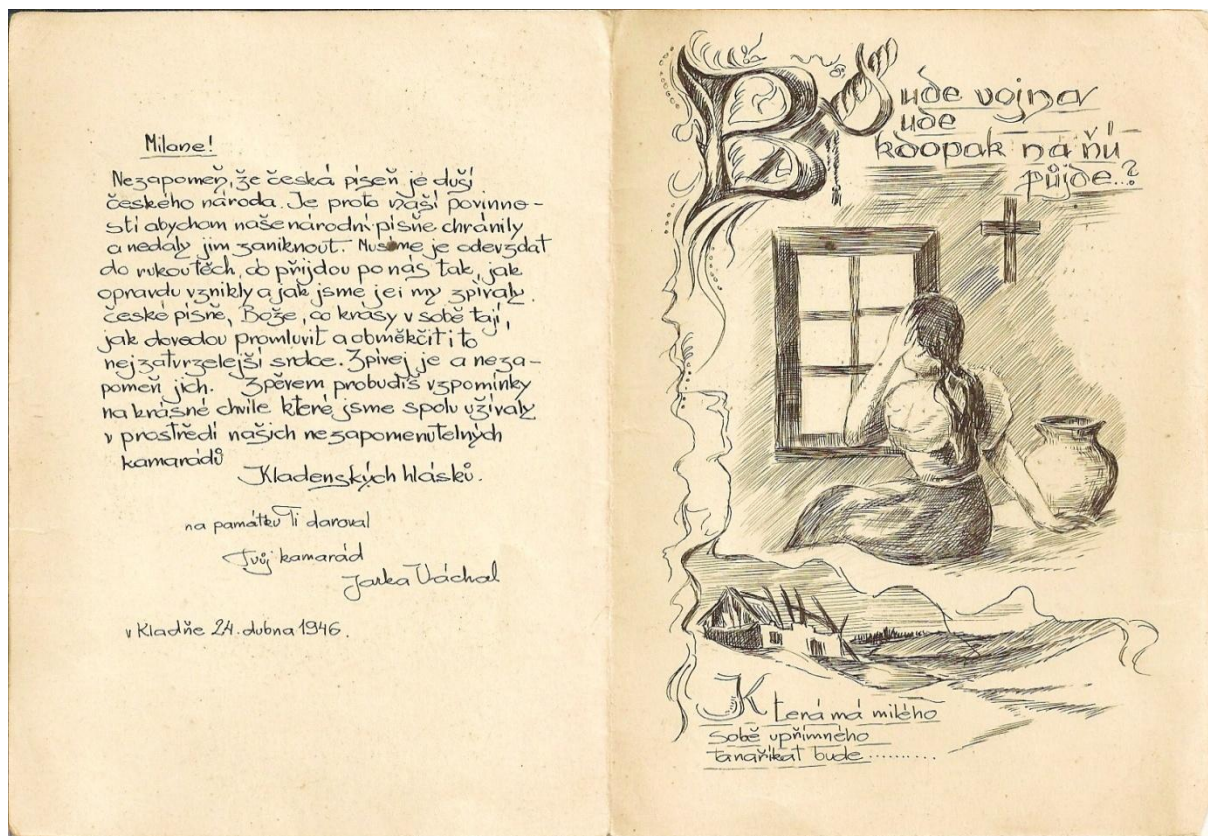 Milane!
Nezapomeň, že česká píseň je duší
českého národa. Je proto naší povinno-
stí abychom naše národní písně chránily
a nedaly jim zaniknout. Musíme je odevzdat
do rukou těch, co přijdou po nás tak, jak
opravdu vznikly a jak jsme jei my zpívaly.
České písně, Bože, co krásy v sobě tají,
jak dovedou promluvit a obměkčit i to
nejzatvrzelejší srdce. Zpívej je a neza-
pomeň jich. Zpěvem probudíš vzpomínky
na krásné chvíle které jsme spolu užívaly
v prostředí našich nezapomenutelných
kamarádů
Kladenských hlásků.
na památku Ti daroval
Tvůj kamarád
Jarka Váchal
v Kladňe 24. dubna 1946.
Bude vojna
bude
kdopak na ňú
půjde..?
Která má milého
sobě upřímného
ta naříkat bude..........